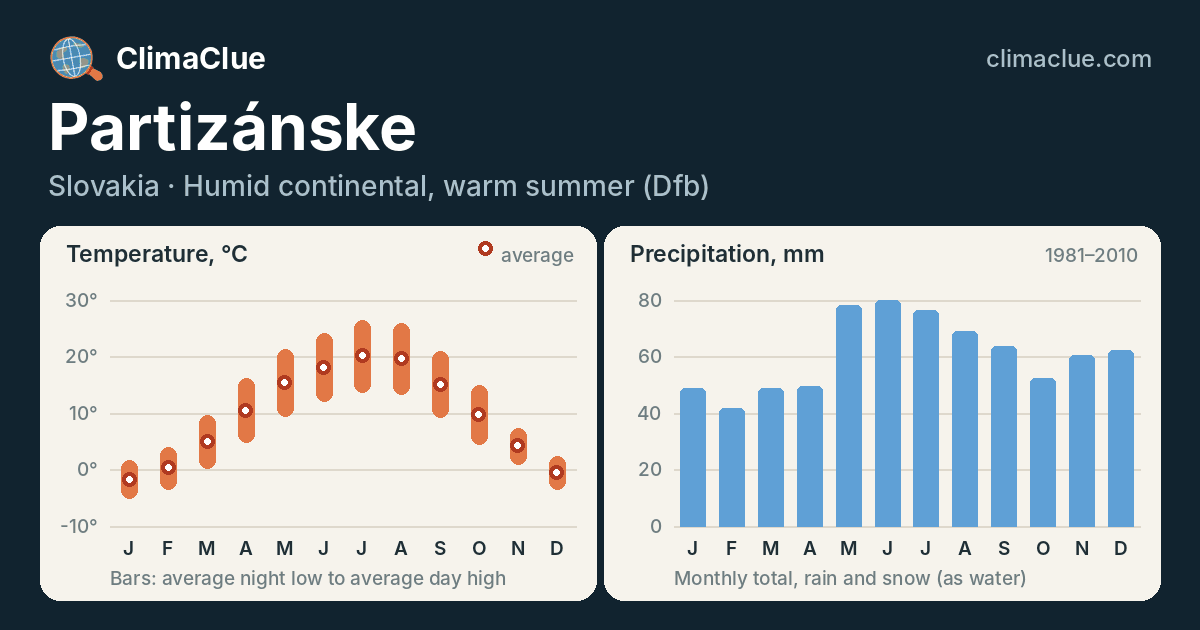 ClimaClue
climaclue.com
Partizánske
Slovakia · Humid continental, warm summer (Dfb)
Temperature, °C
average
30°
20°
10°
0°
-10°
J F M A M J J A S O N D
Bars: average night low to average day high
Precipitation, mm
1981–2010
80
60
40
20
0
J F M A M J J A S O N D
Monthly total, rain and snow (as water)